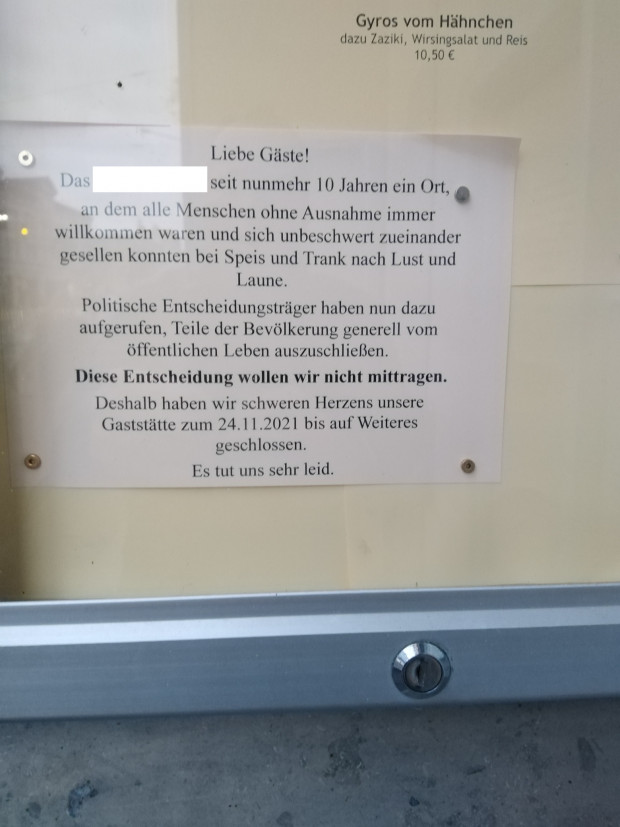 Gyros vom Hähnchen
dazu Zaziki, Wirsingsalat und Reis
10,50 €
Liebe Gäste!
Das seit nunmehr 10 Jahren ein Ort,
an dem alle Menschen ohne Ausnahme immer
willkommen waren und sich unbeschwert zueinander
gesellen konnten bei Speis und Trank nach Lust und
Laune.
Politische Entscheidungsträger haben nun dazu
aufgerufen, Teile der Bevölkerung generell vom
öffentlichen Leben auszuschließen.
Diese Entscheidung wollen wir nicht mittragen.
Deshalb haben wir schweren Herzens unsere
Gaststätte zum 24.11.2021 bis auf Weiteres
geschlossen.
Es tut uns sehr leid.